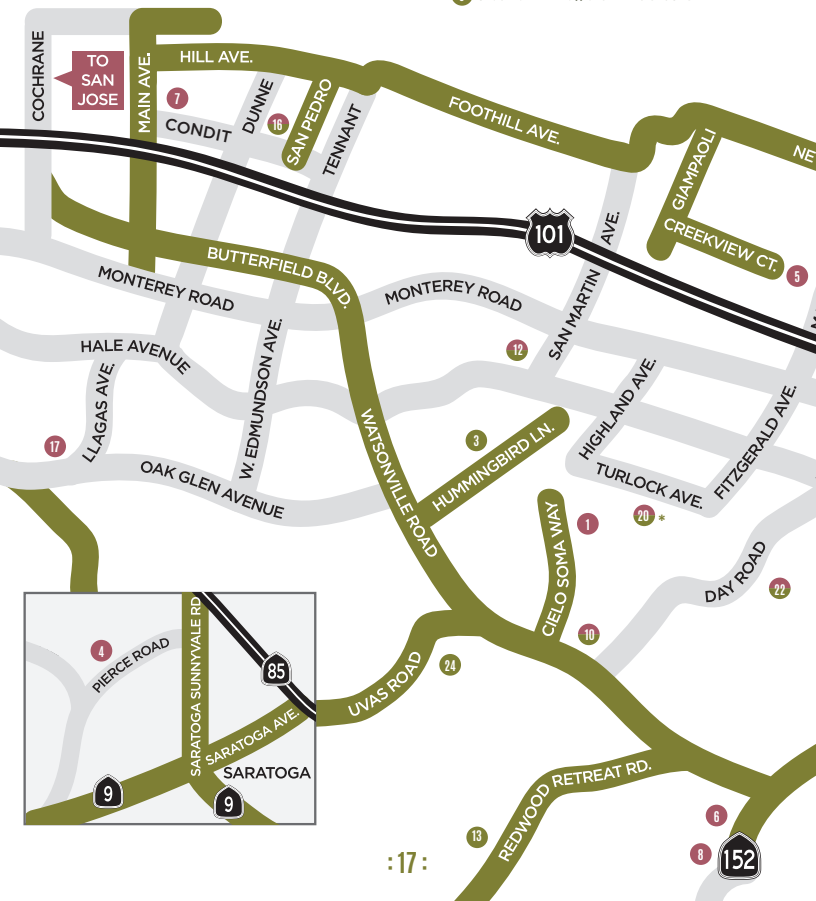 COCHRANE
TO
SAN
JOSE
MAIN AVE.
HILL AVE.
7
CONDIT
DUNNE
16
SAN PEDRO
TENNANT
FOOTHILL AVE.
GIAMPAOLI
CREEKVIEW CT.
5
101
SAN MARTIN AVE.
BUTTERFIELD BLVD.
MONTEREY ROAD
MONTEREY ROAD
HALE AVENUE
12
LLAGAS AVE.
W. EDMUNDSON AVE.
HIGHLAND AVE.
FITZGERALD AVE.
17
3
WATSONVILLE ROAD
HUMMINGBIRD LN.
OAK GLEN AVENUE
TURLOCK AVE.
20 *
CIELO SOMA WAY
1
DAY ROAD
22
10
4
PIERCE ROAD
SARATOGA SUNNYVALE RD
85
UVAS ROAD
24
SARATOGA AVE.
SARATOGA
9
9
REDWOOD RETREAT RD.
13
6
8
152
:17: